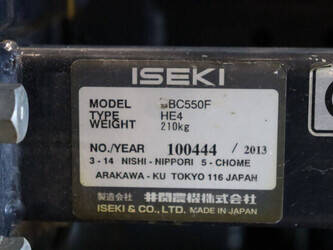 ISEKI
MODEL BC550F
TYPE HE4
WEIGHT 210kg
NO./YEAR 100444 / 2013
3 - 14 NISHI - NIPPORI 5 - CHOME
ARAKAWA - KU TOKYO 116 JAPAN
製造会社 井関農機株式会社
ISEKI & CO., LTD. MADE IN JAPAN